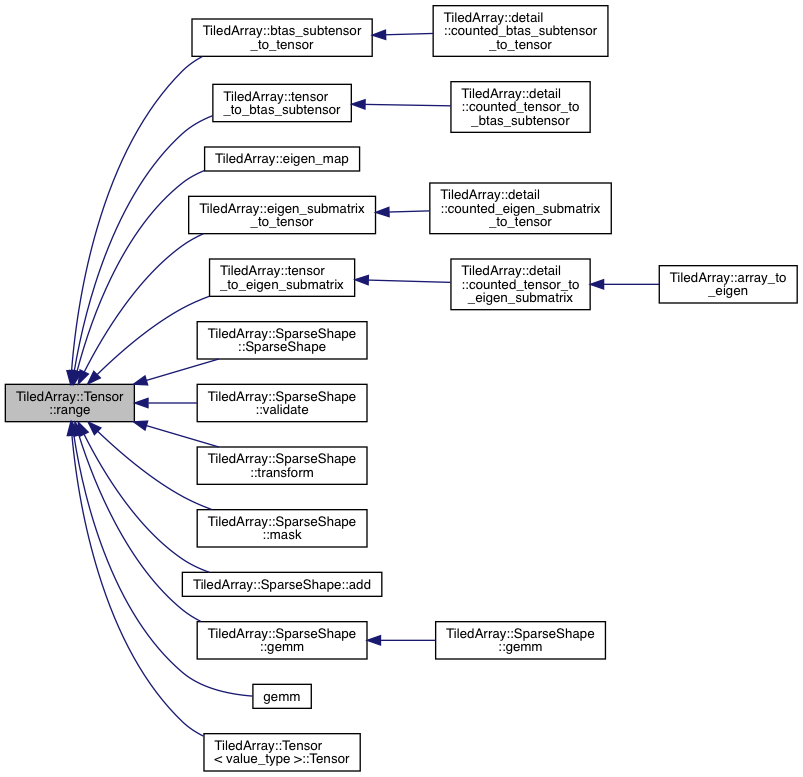 TiledArray::btas_subtensor
_to_tensor
TiledArray::detail
::counted_btas_subtensor
_to_tensor
TiledArray::tensor
_to_btas_subtensor
TiledArray::detail
::counted_tensor_to
_btas_subtensor
TiledArray::eigen_map
TiledArray::eigen_submatrix
_to_tensor
TiledArray::detail
::counted_eigen_submatrix
_to_tensor
TiledArray::tensor
_to_eigen_submatrix
TiledArray::detail
::counted_tensor_to
_eigen_submatrix
TiledArray::array_to
_eigen
TiledArray::SparseShape
::SparseShape
TiledArray::Tensor
::range
TiledArray::SparseShape
::validate
TiledArray::SparseShape
::transform
TiledArray::SparseShape
::mask
TiledArray::SparseShape::add
TiledArray::SparseShape
::gemm
TiledArray::SparseShape
::gemm
gemm
TiledArray::Tensor
< value_type >::Tensor